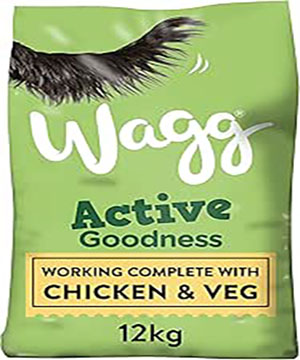 Wagg®
Active
Goodness
WORKING COMPLETE WITH
CHICKEN & VEG
12kg